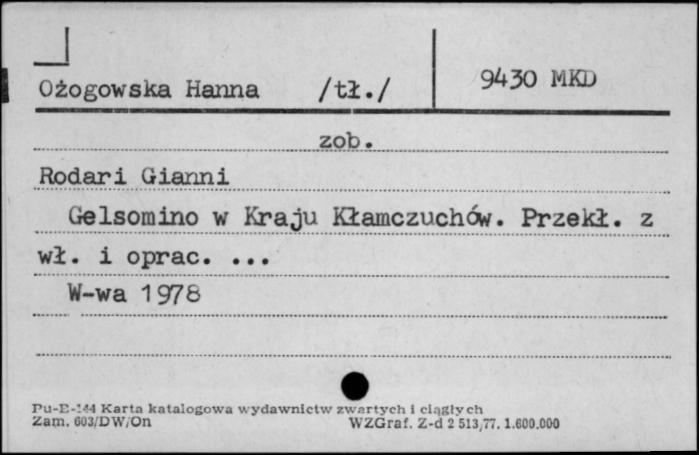 Ożogowska Hanna /tł./ 9430 MKD
zob.
Rodari Gianni
Gelsomino w Kraju Kłamczuchów. Przekł. z
wł. i oprac. ...
W-wa 1978
Pu-E-144 Karta katalogowa wydawnictw zwartych i ciągłych
Zam. 603/DW/On WZGraf. Z-d 2 513/77. 1.600.000